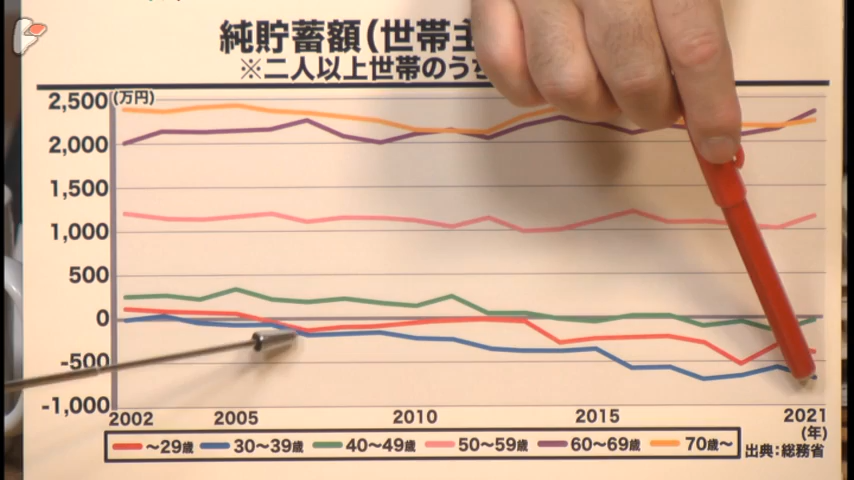 純貯蓄額(世帯主
※二人以上世帯のうち
(万円)
2,500
2,000
1,500
1,000
500
0
-500
-1,000
2002 2005 2010 2015 2021
(年)
~29歳 30~39歳 40~49歳 50~59歳 60~69歳 70歳~
出典:総務省